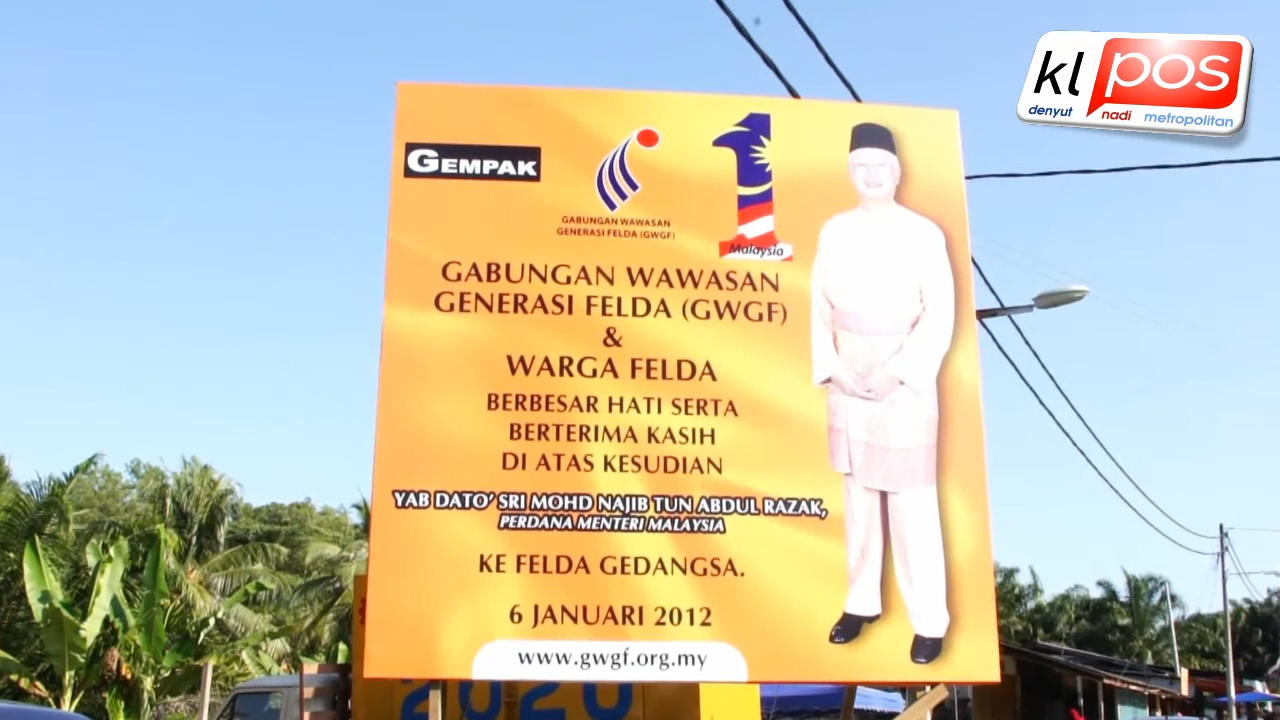 kl pos
denyut nadi metropolitan
GEMPAK
GABUNGAN WAWASAN
GENERASI FELDA (GWGF)
1
Malaysia
GABUNGAN WAWASAN
GENERASI FELDA (GWGF)
&
WARGA FELDA
BERBESAR HATI SERTA
BERTERIMA KASIH
DI ATAS KESUDIAN
YAB DATO' SRI MOHD NAJIB TUN ABDUL RAZAK,
PERDANA MENTERI MALAYSIA
KE FELDA GEDANGSA.
6 JANUARI 2012
www.gwgf.org.my
2020